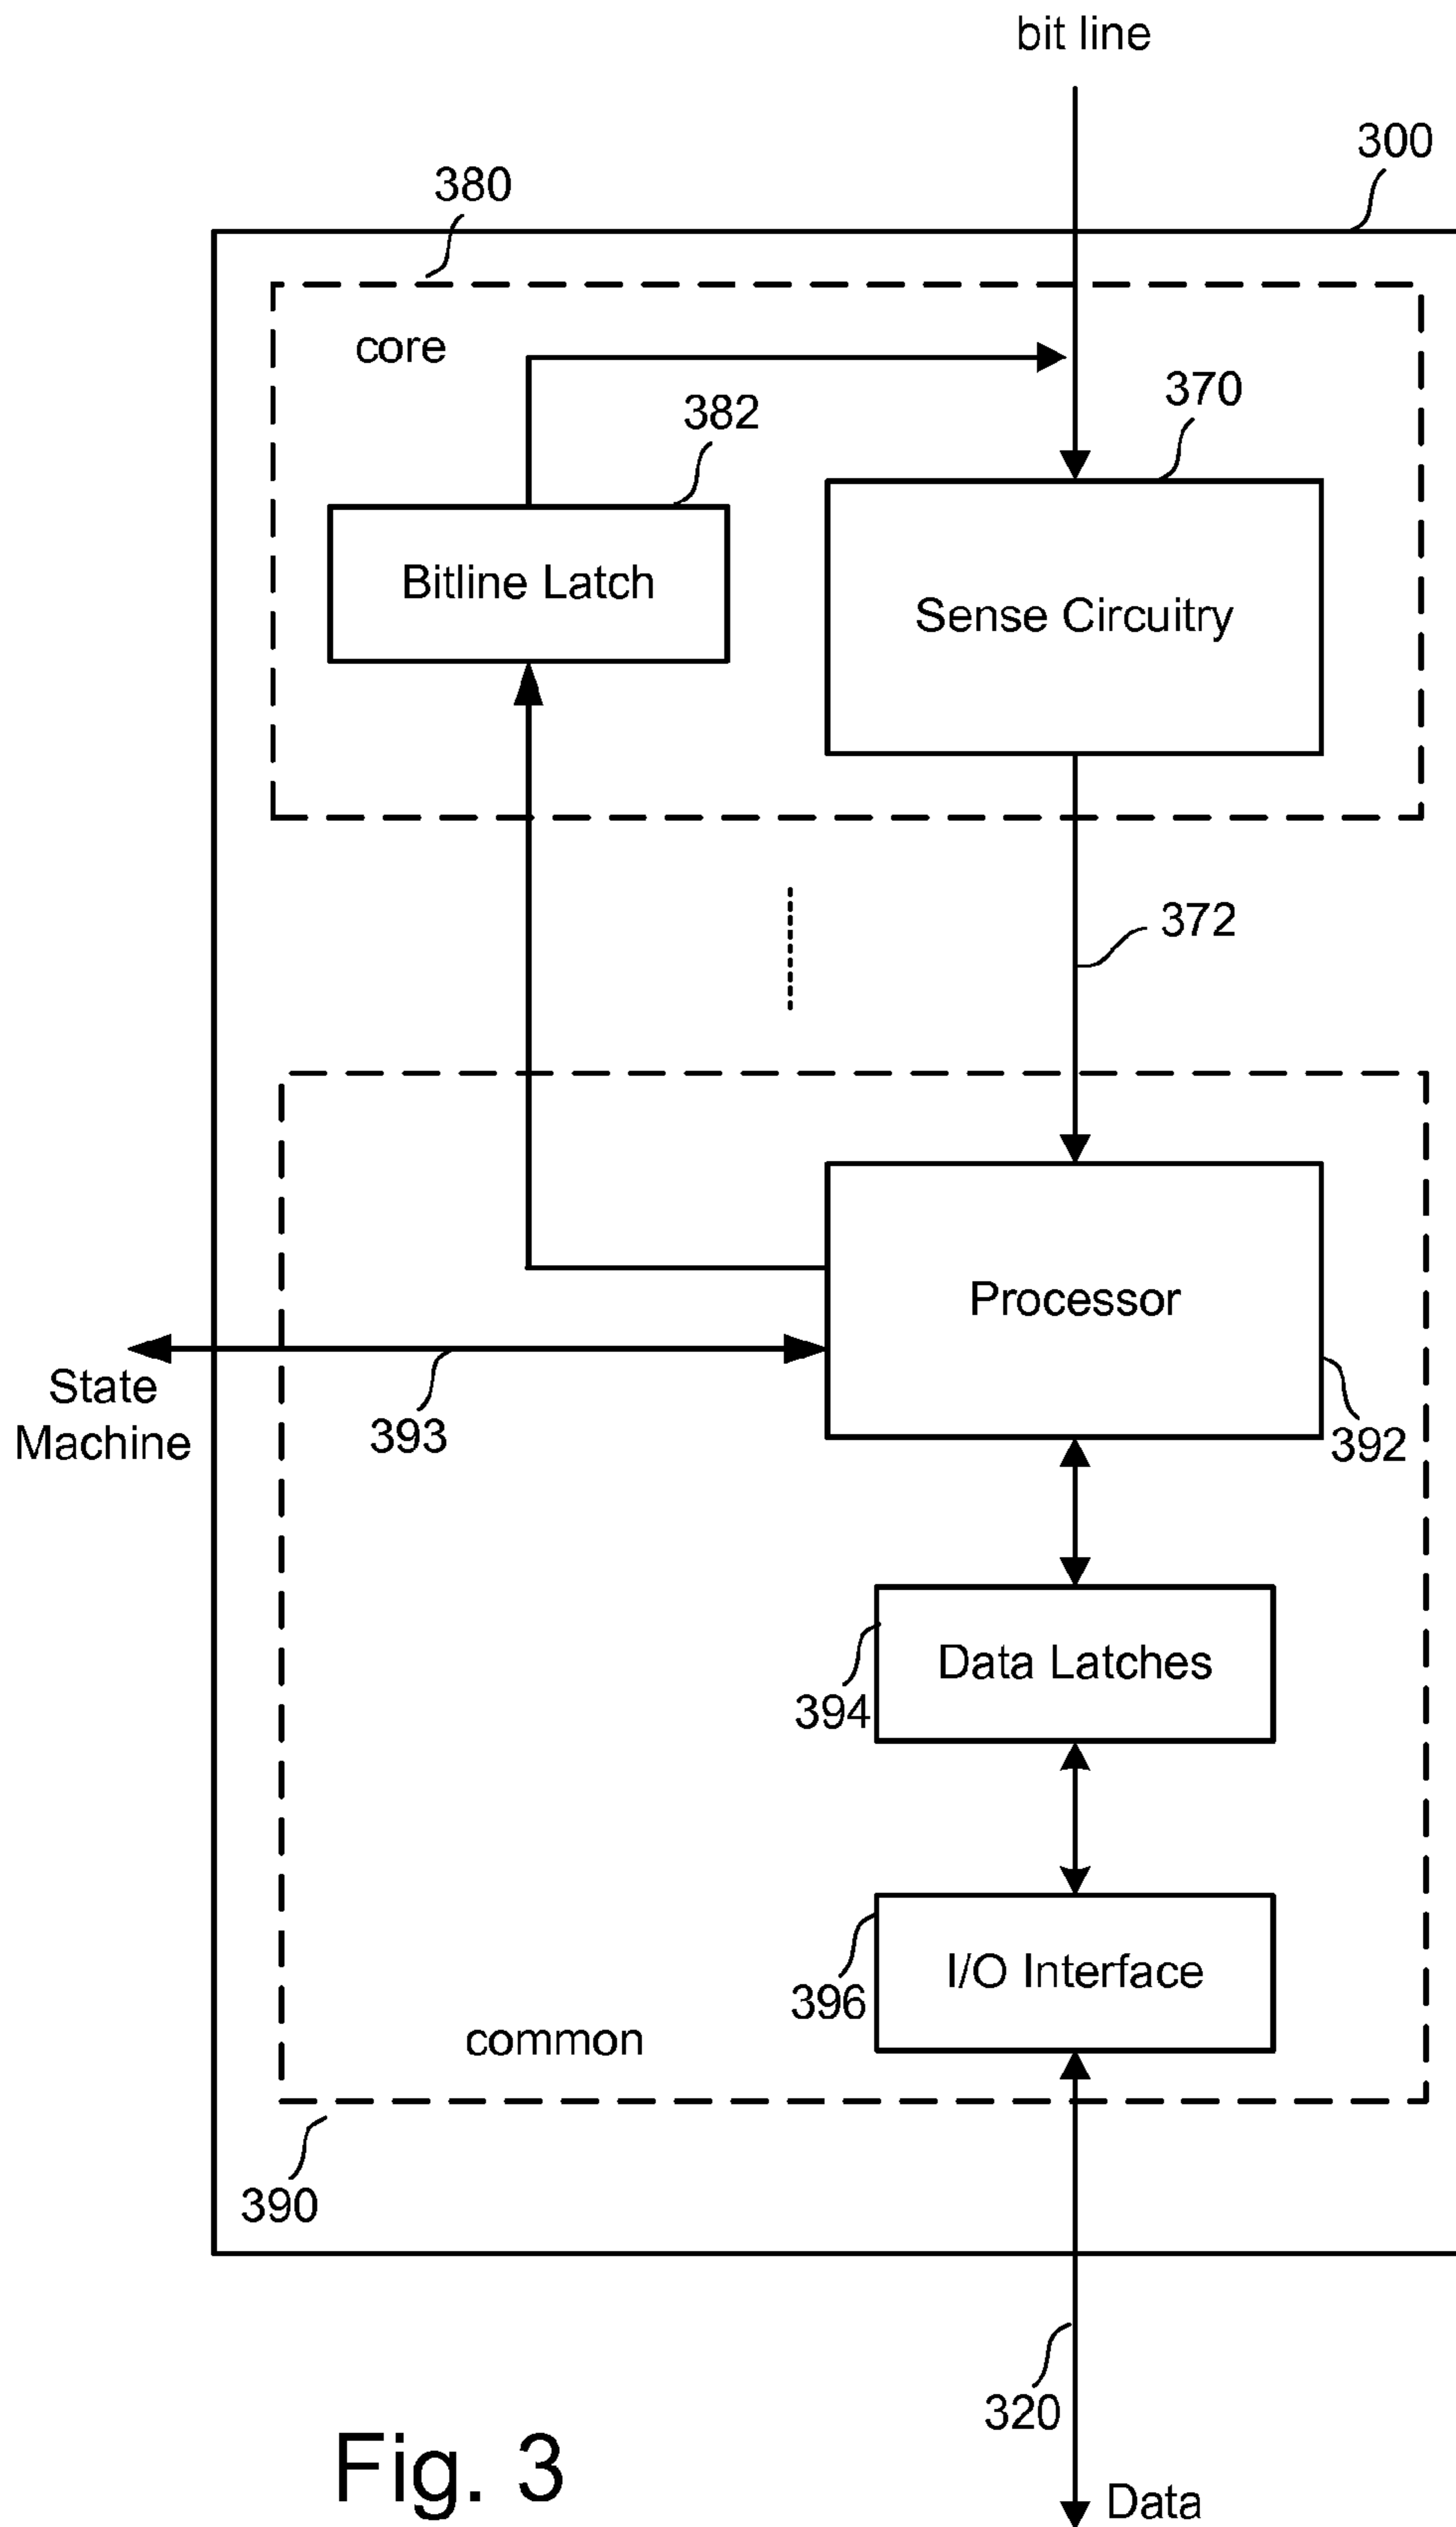 bit line
300
380
core
370
382
Bitline Latch
Sense Circuitry
372
Processor
State
Machine
393
392
Data Latches
394
I/O Interface
396
common
390
320
Fig. 3
Data